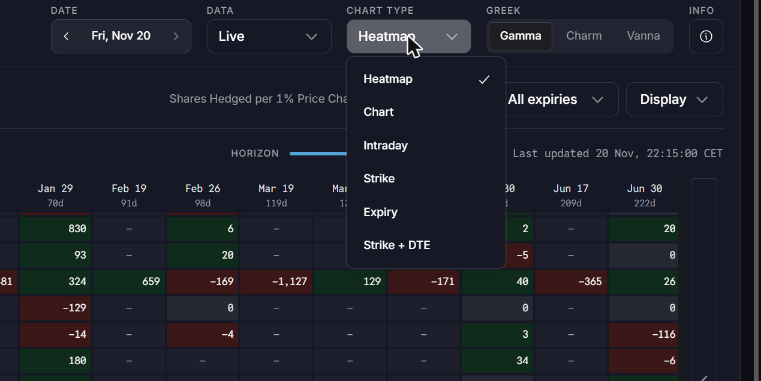 DATE DATA CHART TYPE GREEK INFO
Fri, Nov 20 Live Heatmap Gamma Charm Vanna
Heatmap
Chart
Intraday
Strike
Expiry
Strike + DTE
Shares Hedged per 1% Price Cha All expiries Display
HORIZON Last updated 20 Nov, 22:15:00 CET
Jan 29 Feb 19 Feb 26 Mar 19 Mar 30 Jun 17 Jun 30
70d 91d 98d 119d 209d 222d
830 – 6 – 2 – 20
93 – 20 – -5 – 0
81 324 659 -169 -1,127 129 -171 40 -365 26
-129 – 0 – 0 – 0
-14 – -4 – 3 – -116
180 – – – – – 34 – -6